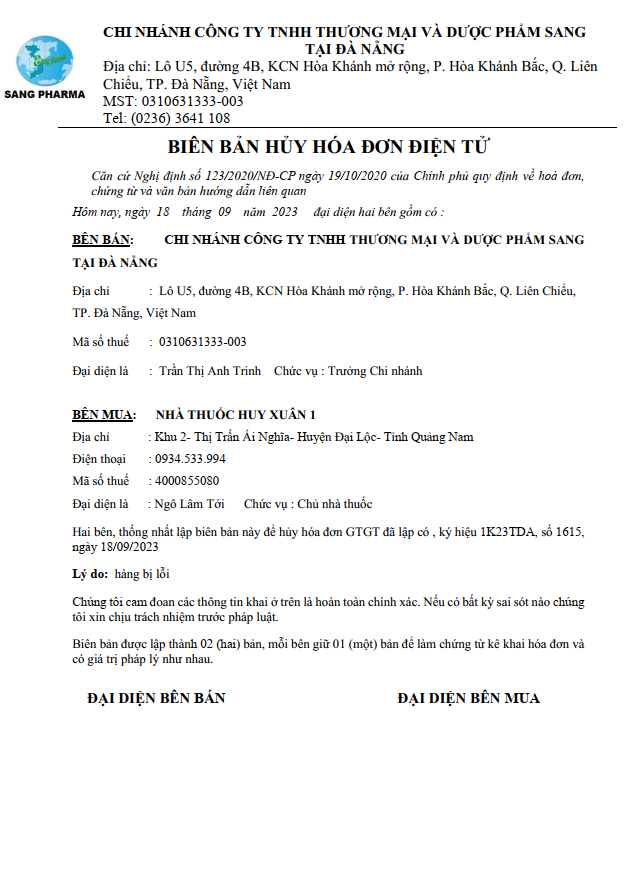 CHI NHÁNH CÔNG TY TNHH THƯƠNG MẠI VÀ DƯỢC PHẨM SANG
TẠI ĐÀ NẴNG
Địa chỉ: Lô U5, đường 4B, KCN Hòa Khánh mở rộng, P. Hòa Khánh Bắc, Q. Liên
Chiểu, TP. Đà Nẵng, Việt Nam
MST: 0310631333-003
Tel: (0236) 3641 108
SANG PHARMA
BIÊN BẢN HỦY HÓA ĐƠN ĐIỆN TỬ
Căn cứ Nghị định số 123/2020/NĐ-CP ngày 19/10/2020 của Chính phủ quy định về hoá đơn,
chứng từ và văn bản hướng dẫn liên quan
Hôm nay, ngày 18 tháng 09 năm 2023 đại diện hai bên gồm có :
BÊN BÁN: CHI NHÁNH CÔNG TY TNHH THƯƠNG MẠI VÀ DƯỢC PHẨM SANG
TẠI ĐÀ NẴNG
Địa chỉ : Lô U5, đường 4B, KCN Hòa Khánh mở rộng, P. Hòa Khánh Bắc, Q. Liên Chiểu,
TP. Đà Nẵng, Việt Nam
Mã số thuế : 0310631333-003
Đại diện là : Trần Thị Anh Trinh Chức vụ : Trưởng Chi nhánh
BÊN MUA: NHÀ THUỐC HUY XUÂN 1
Địa chỉ : Khu 2- Thị Trấn Ái Nghĩa- Huyện Đại Lộc- Tỉnh Quảng Nam
Điện thoại : 0934.533.994
Mã số thuế : 4000855080
Đại diện là : Ngô Lâm Tới Chức vụ : Chủ nhà thuốc
Hai bên, thống nhất lập biên bản này để hủy hóa đơn GTGT đã lập có , ký hiệu 1K23TDA, số 1615,
ngày 18/09/2023
Lý do: hàng bị lỗi
Chúng tôi cam đoan các thông tin khai ở trên là hoàn toàn chính xác. Nếu có bất kỳ sai sót nào chúng
tôi xin chịu trách nhiệm trước pháp luật.
Biên bản được lập thành 02 (hai) bản, mỗi bên giữ 01 (một) bản để làm chứng từ kê khai hóa đơn và
có giá trị pháp lý như nhau.
ĐẠI DIỆN BÊN BÁN ĐẠI DIỆN BÊN MUA